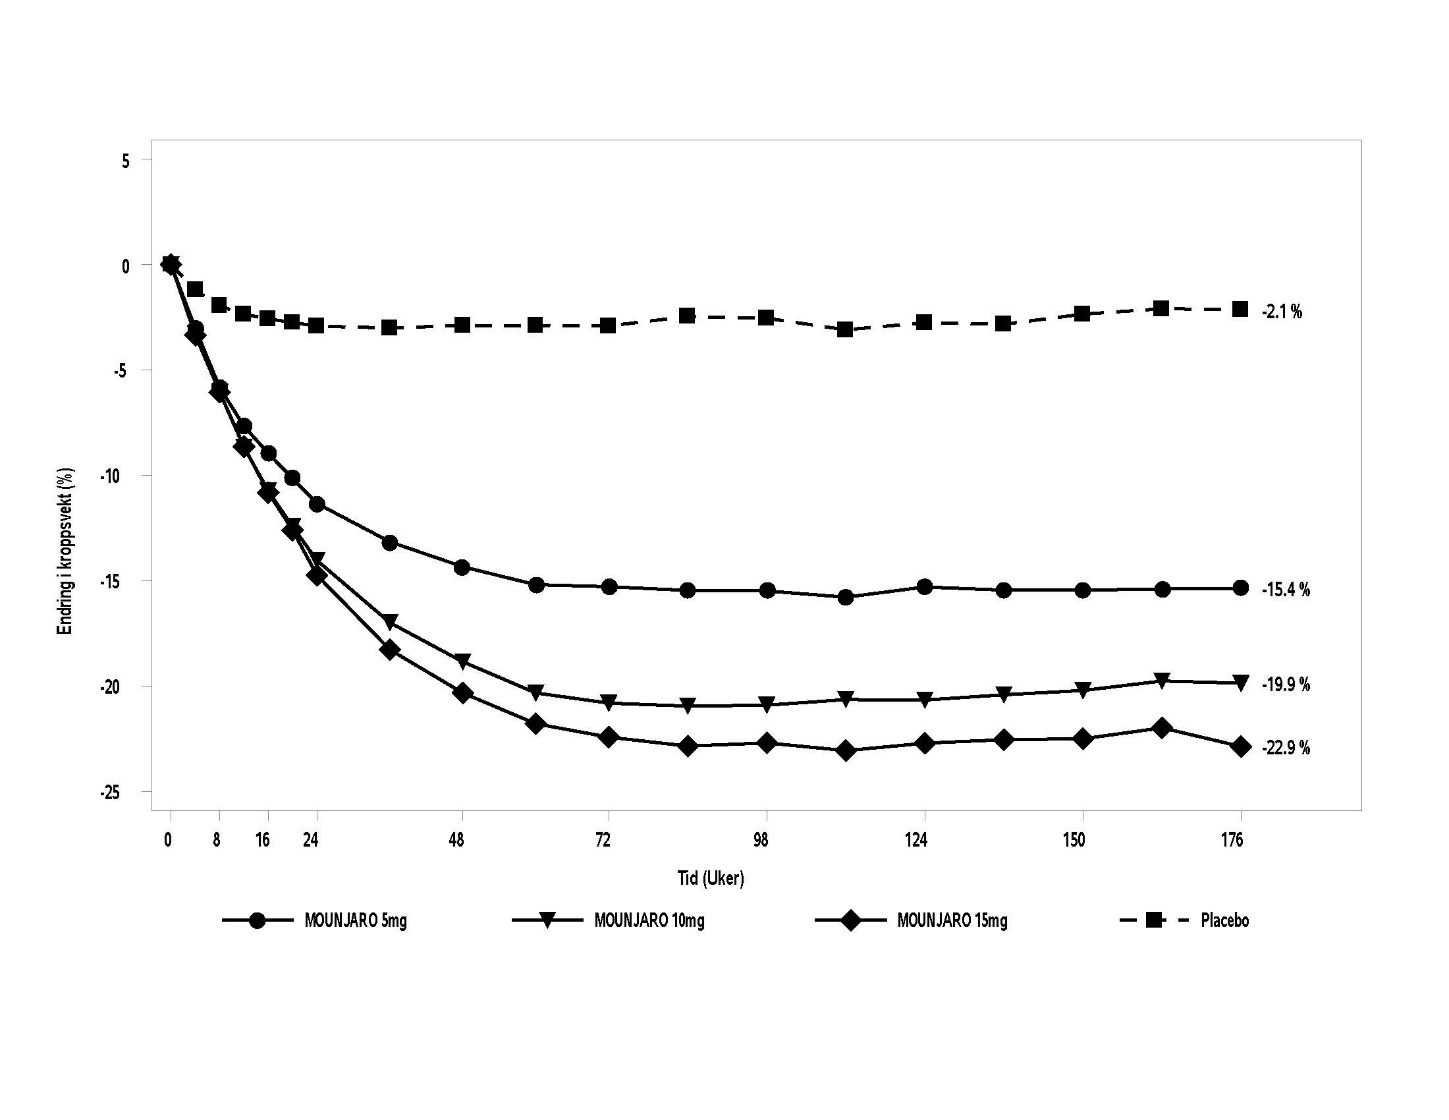 5
0
-2.1 %
-5
-10
-15
-15.4 %
-20
-19.9 %
-22.9 %
-25
Endring i kroppsvekt (%)
0 8 16 24 48 72 98 124 150 176
Tid (Uker)
MOUNJARO 5mg MOUNJARO 10mg MOUNJARO 15mg Placebo